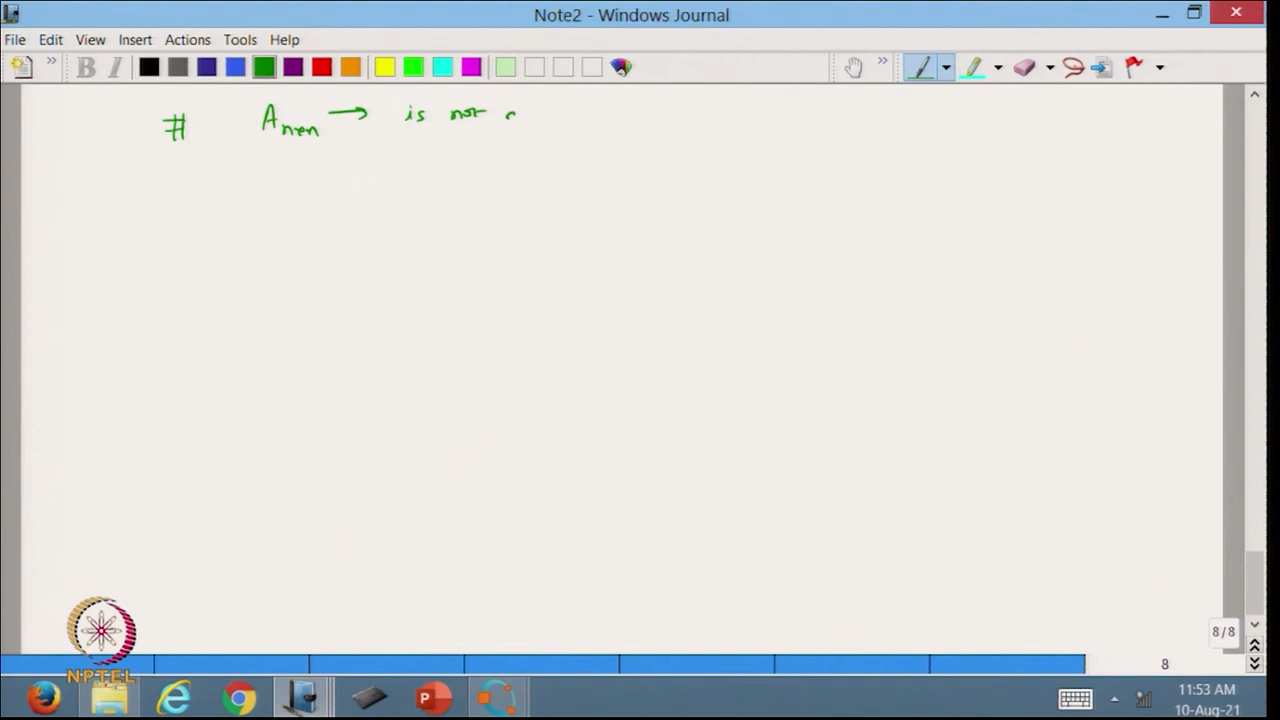 Note2 - Windows Journal
File Edit View Insert Actions Tools Help
B I
# Anxn → is not
8/8
8
NPTEL
11:53 AM
10-Aug-21